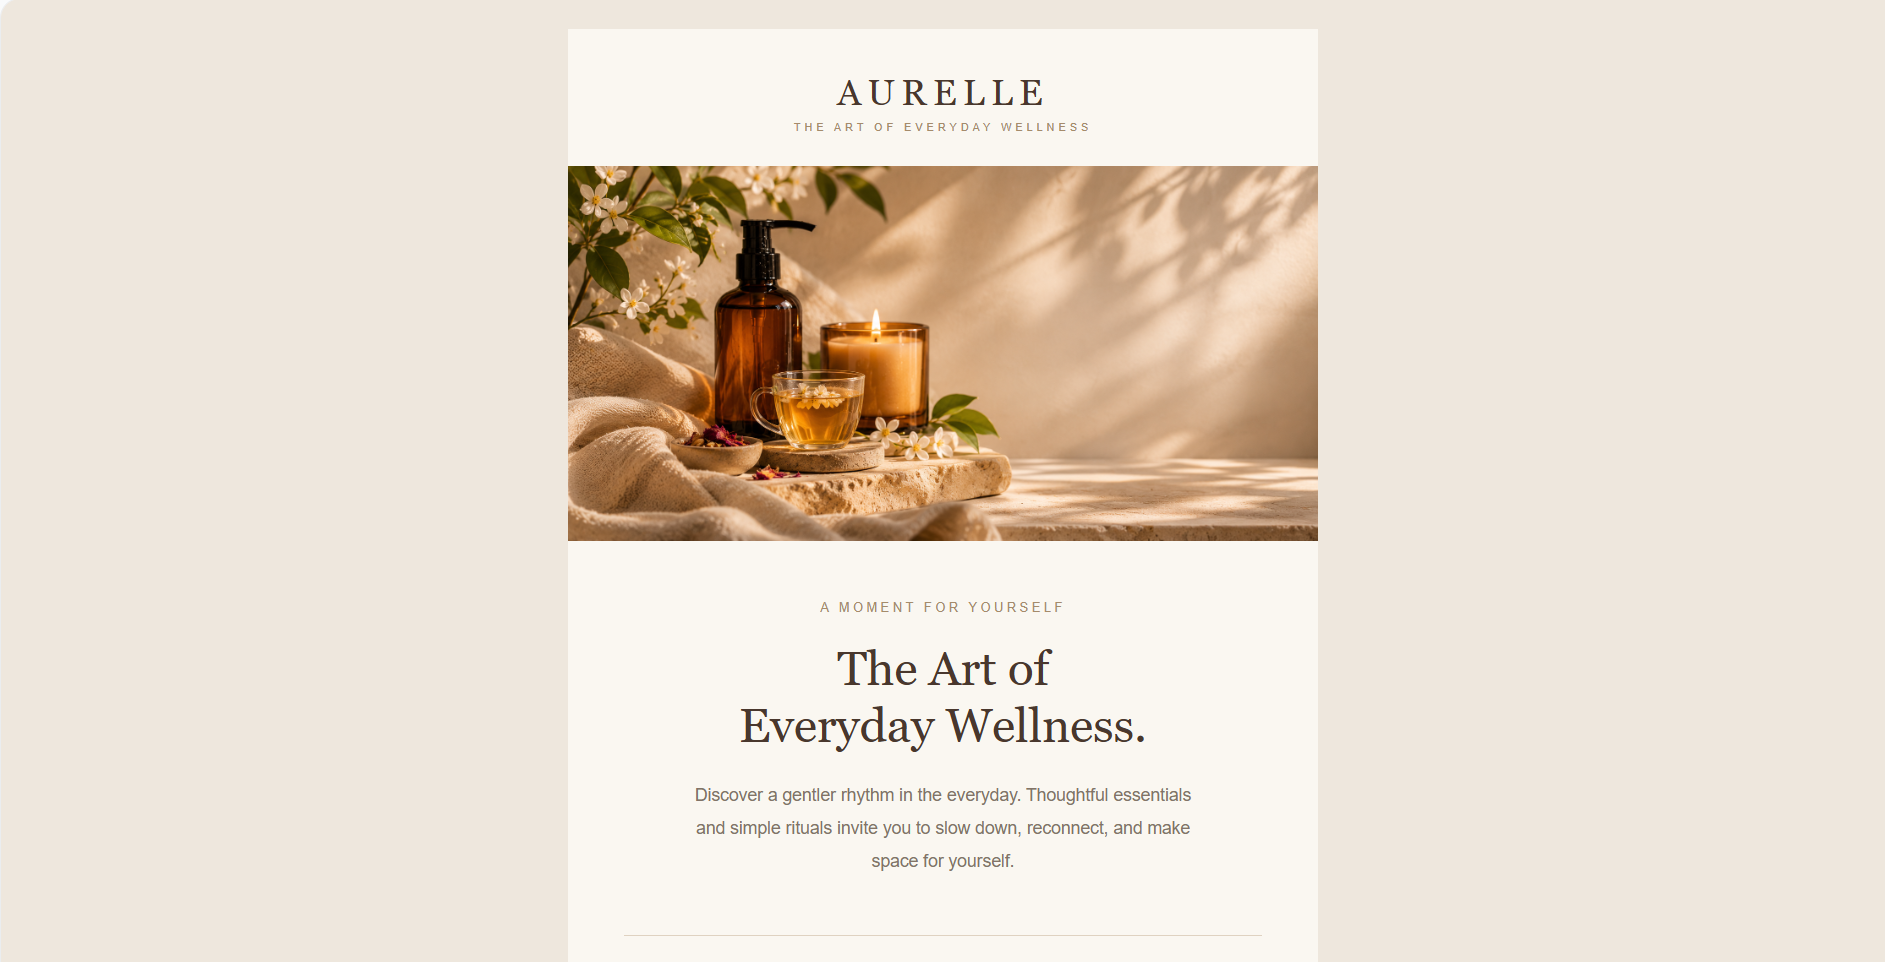 AURELLE
THE ART OF EVERYDAY WELLNESS
A MOMENT FOR YOURSELF
The Art of
Everyday Wellness.
Discover a gentler rhythm in the everyday. Thoughtful essentials
and simple rituals invite you to slow down, reconnect, and make
space for yourself.